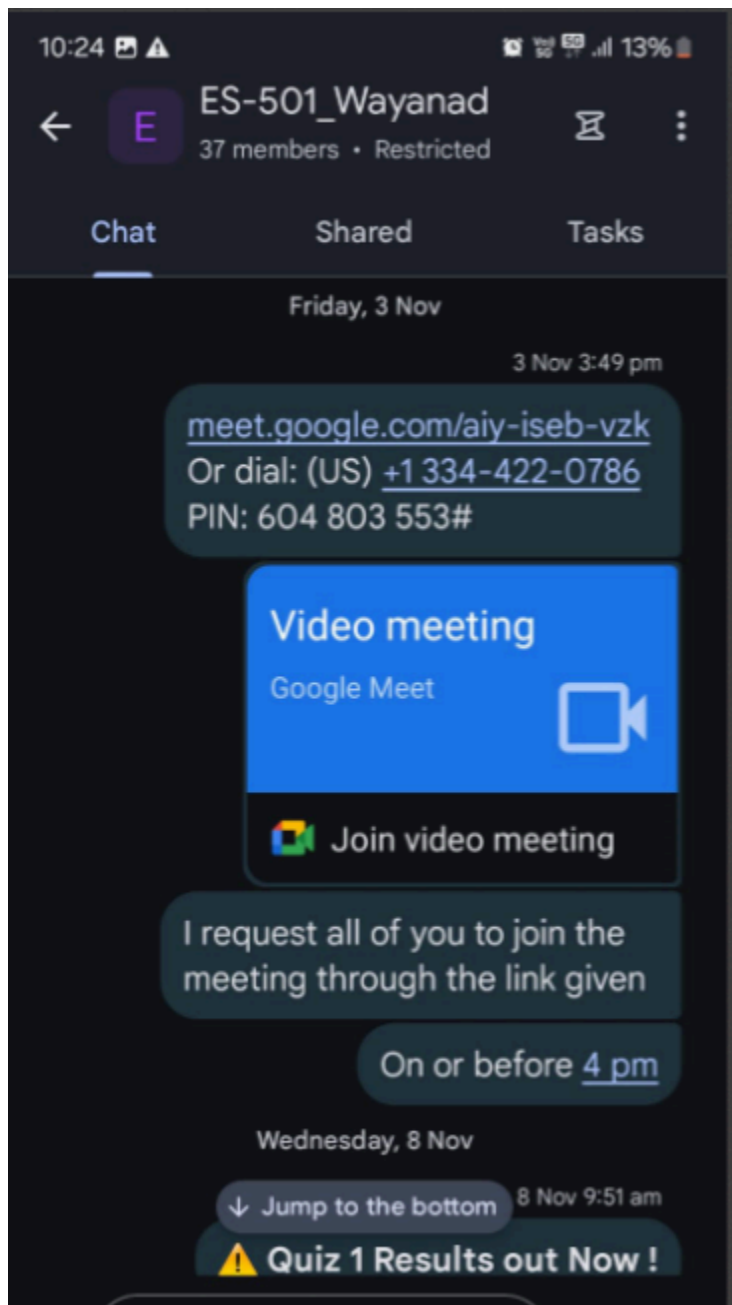 10:24 13%
E
ES-501_Wayanad
37 members • Restricted
Chat Shared Tasks
Friday, 3 Nov
3 Nov 3:49 pm
meet.google.com/aiy-iseb-vzk
Or dial: (US) +1 334-422-0786
PIN: 604 803 553#
Video meeting
Google Meet
Join video meeting
I request all of you to join the
meeting through the link given
On or before 4 pm
Wednesday, 8 Nov
↓ Jump to the bottom 8 Nov 9:51 am
⚠️ Quiz 1 Results out Now !